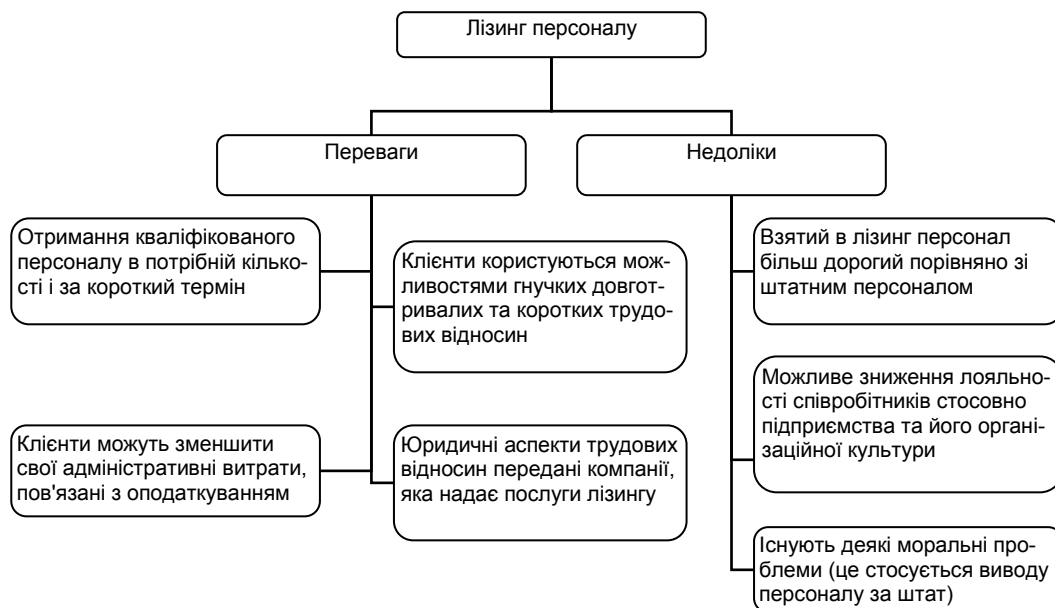 Лізинг персоналу
Переваги
Недоліки
Отримання кваліфікованого
персоналу в потрібній кілько-
сті і за короткий термін
Клієнти користуються мож-
ливостями гнучких довгот-
ривалих та коротких трудо-
вих відносин
Клієнти можуть зменшити
свої адміністративні витрати,
пов'язані з оподаткуванням
Юридичні аспекти трудових
відносин передані компанії,
яка надає послуги лізингу
Взятий в лізинг персонал
більш дорогий порівняно зі
штатним персоналом
Можливе зниження лояльно-
сті співробітників стосовно
підприємства та його органі-
заційної культури
Існують деякі моральні про-
блеми (це стосується виводу
персоналу за штат)